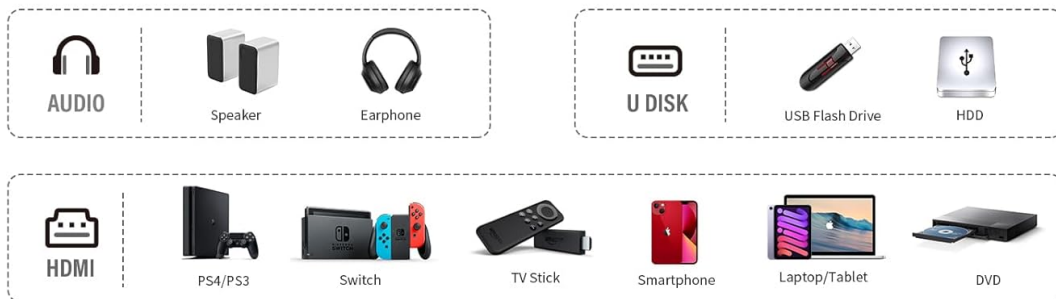 AUDIO
Speaker
Earphone
U DISK
USB Flash Drive
HDD
HDMI
PS4/PS3
Switch
TV Stick
Smartphone
Laptop/Tablet
DVD